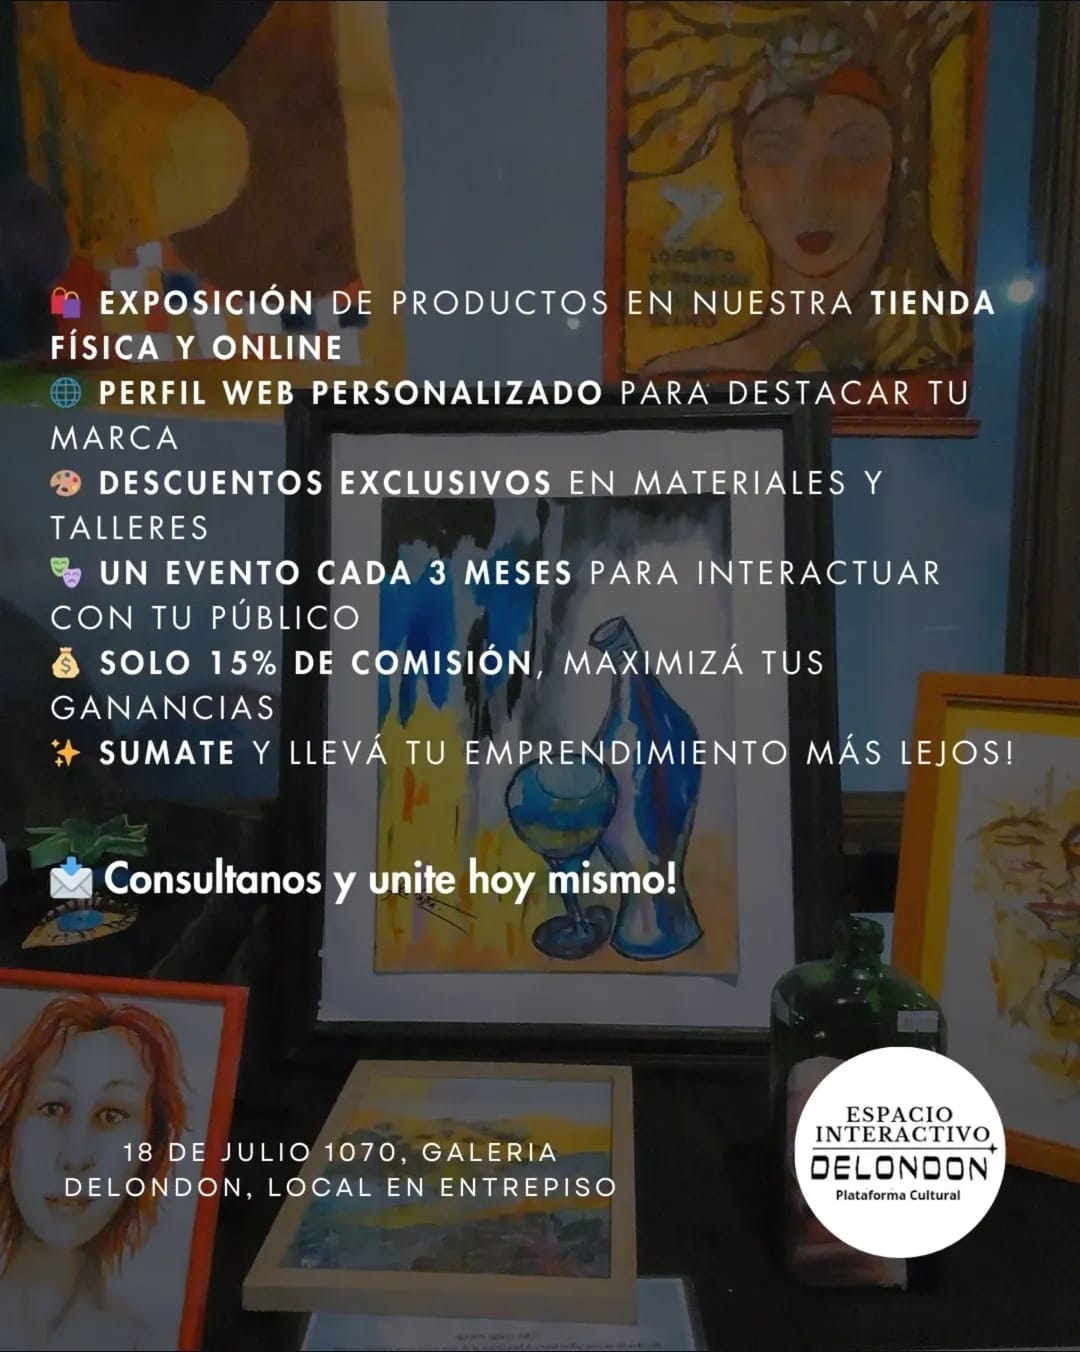 🛍️ EXPOSICIÓN DE PRODUCTOS EN NUESTRA TIENDA
FÍSICA Y ONLINE
🌐 PERFIL WEB PERSONALIZADO PARA DESTACAR TU
MARCA
🎨 DESCUENTOS EXCLUSIVOS EN MATERIALES Y
TALLERES
🎭 UN EVENTO CADA 3 MESES PARA INTERACTUAR
CON TU PÚBLICO
💰 SOLO 15% DE COMISIÓN, MAXIMIZÁ TUS
GANANCIAS
✨ SUMATE Y LLEVÁ TU EMPRENDIMIENTO MÁS LEJOS!
📩 Consultanos y unite hoy mismo!
18 DE JULIO 1070, GALERIA
DELONDON, LOCAL EN ENTREPISO
ESPACIO
INTERACTIVO
DELONDON
Plataforma Cultural